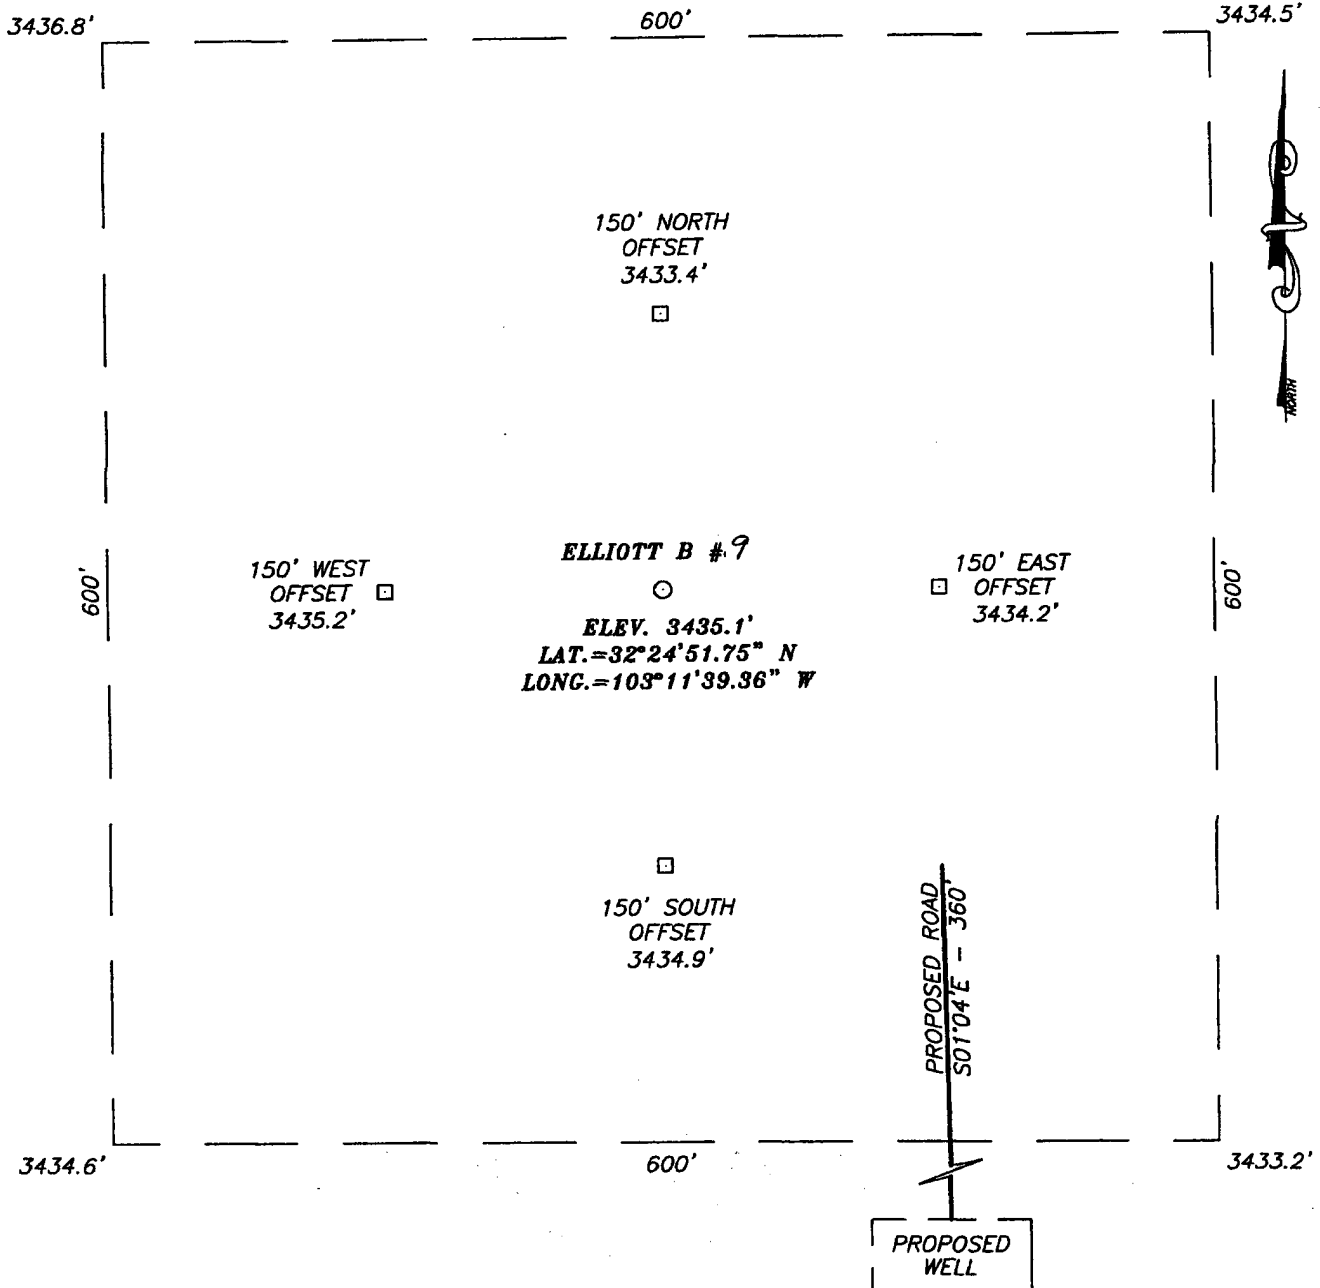 3436.8'
600'
3434.5'
NORTH
150' NORTH
OFFSET
3433.4'
600'
150' WEST
OFFSET
3435.2'
ELLIOTT B #9
ELEV. 3435.1'
LAT.=32°24'51.75" N
LONG.=103°11'39.36" W
150' EAST
OFFSET
3434.2'
600'
150' SOUTH
OFFSET
3434.9'
PROPOSED ROAD
S01°04'E - 360'
3434.6'
600'
3433.2'
PROPOSED
WELL